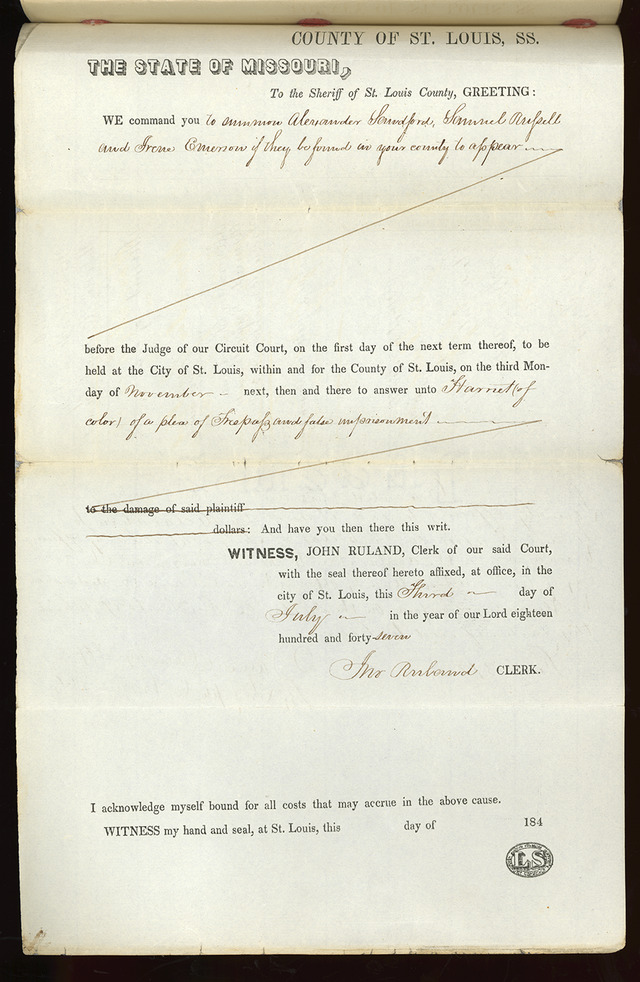 COUNTY OF ST. LOUIS, SS.
THE STATE OF MISSOURI,
To the Sheriff of St. Louis County, GREETING:
WE command you to summon Alexander Sandford, Samuel Russell
and Irene Emerson if they be found in your county to appear
before the Judge of our Circuit Court, on the first day of the next term thereof, to be
held at the City of St. Louis, within and for the County of St. Louis, on the third Mon-
day of November next, then and there to answer unto Harriet (of
color) of a plea of Trespass and false imprisonment
to the damage of said plaintiff
dollars: And have you then there this writ.
WITNESS, JOHN RULAND, Clerk of our said Court,
with the seal thereof hereto affixed, at office, in the
city of St. Louis, this Third day of
July in the year of our Lord eighteen
hundred and forty-seven
Jno Ruland CLERK.
I acknowledge myself bound for all costs that may accrue in the above cause.
WITNESS my hand and seal, at St. Louis, this day of 184
LS